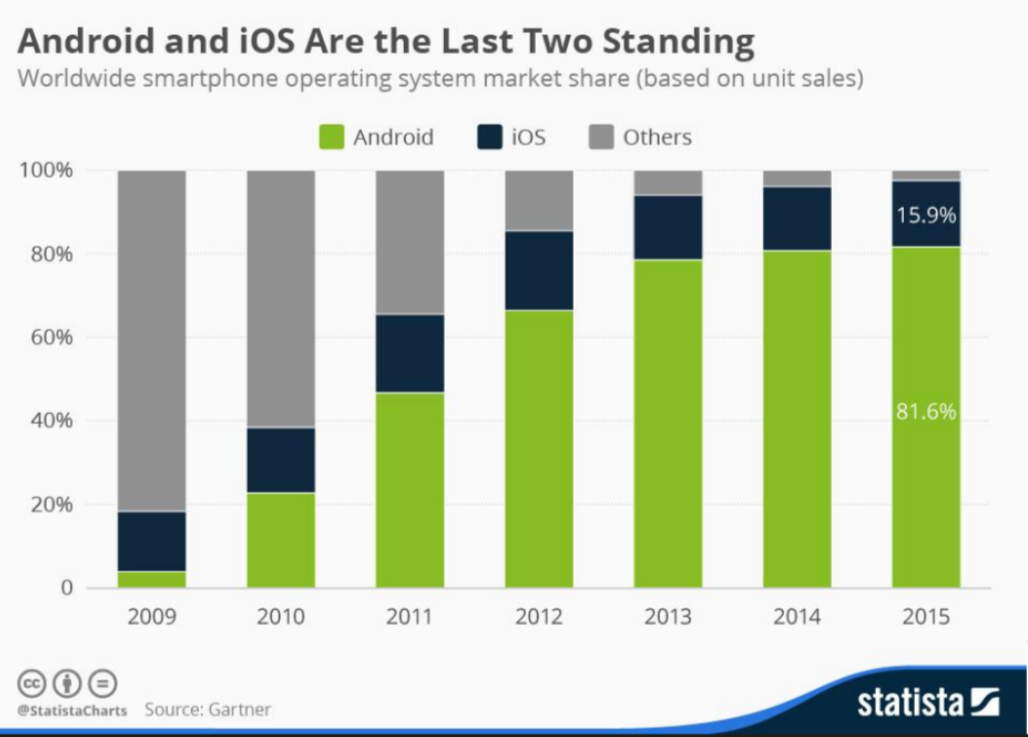 Android and iOS Are the Last Two Standing
Worldwide smartphone operating system market share (based on unit sales)
Android iOS Others
100%
80%
60%
40%
20%
0
15.9%
81.6%
2009 2010 2011 2012 2013 2014 2015
cc
@StatistaCharts Source: Gartner
statista